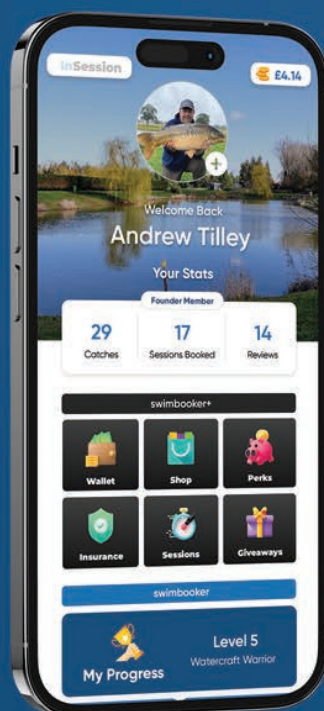 inSession
£4.14
Welcome Back
Andrew Tilley
Your Stats
Founder Member
29 17 14
Catches Sessions Booked Reviews
swimbooker+
Wallet Shop Perks
Insurance Sessions Giveaways
swimbooker
My Progress
Level 5
Watercraft Warrior